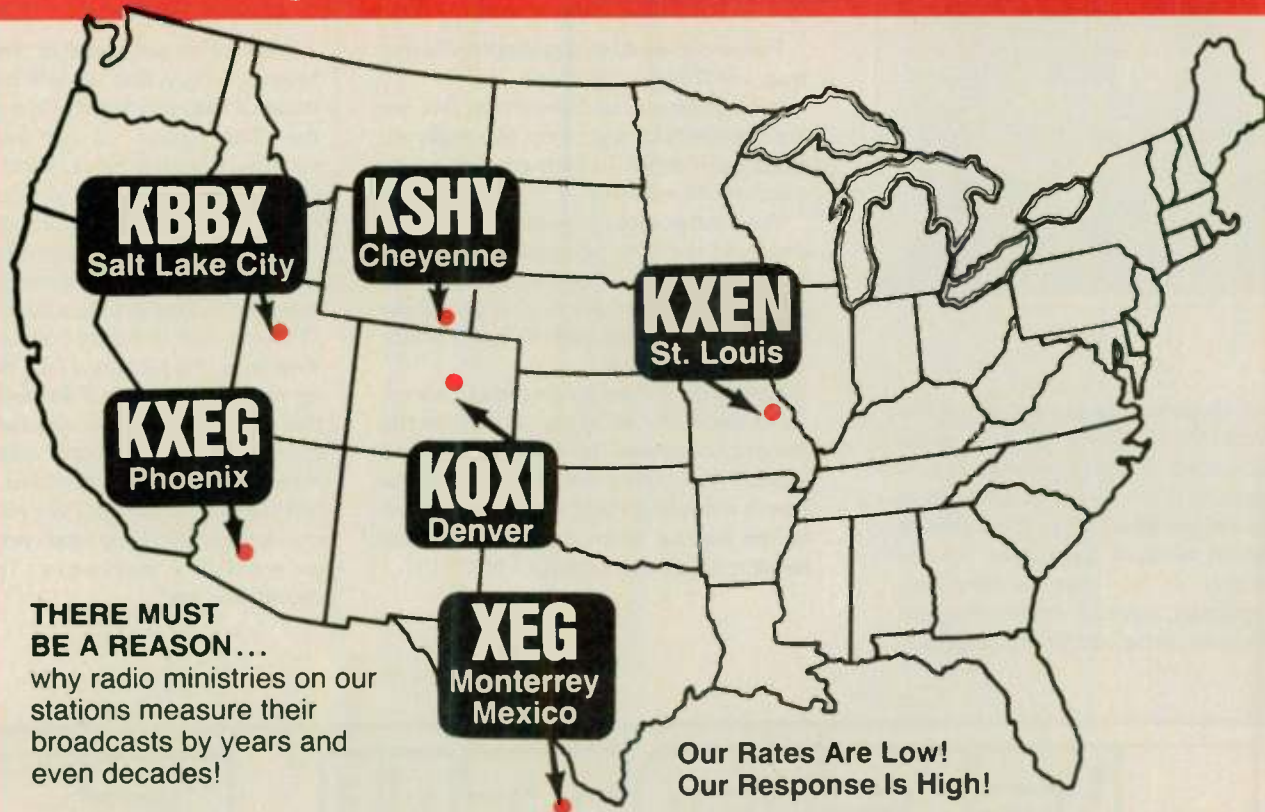 KBBX
Salt Lake City
KSHY
Cheyenne
KXEN
St. Louis
KXEG
Phoenix
KQXI
Denver
XEG
Monterrey
Mexico
THERE MUST
BE A REASON...
why radio ministries on our
stations measure their
broadcasts by years and
even decades!
Our Rates Are Low!
Our Response Is High!